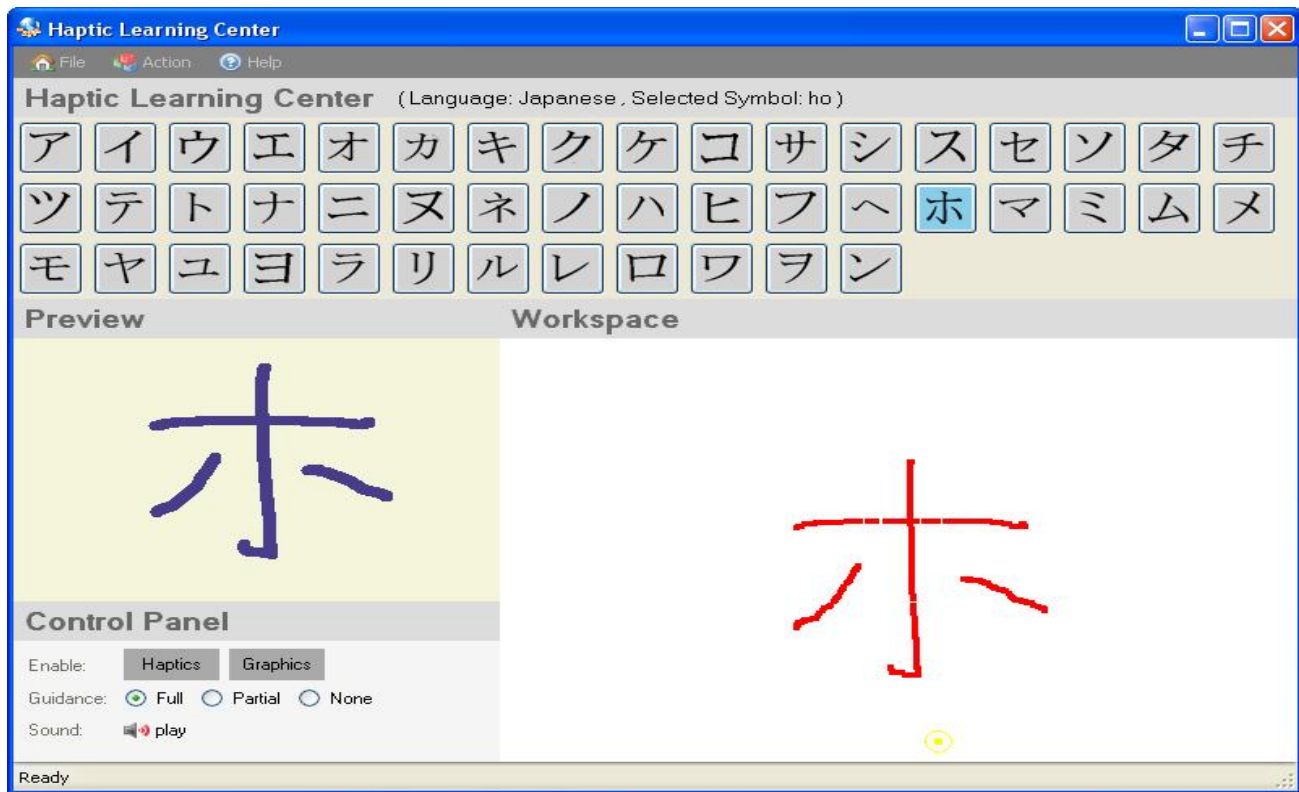 Haptic Learning Center
File Action Help
Haptic Learning Center ( Language: Japanese , Selected Symbol: ho )
ア イ ウ エ オ カ キ ク ケ コ サ シ ス セ ソ タ チ
ツ テ ト ナ ニ ヌ ネ ノ ハ ヒ フ ヘ ホ マ ミ ム メ
モ ヤ ユ ヨ ラ リ ル レ ロ ワ ヲ ン
Preview Workspace
ホ ホ
Control Panel
Enable: Haptics Graphics
Guidance: Full Partial None
Sound: play
Ready